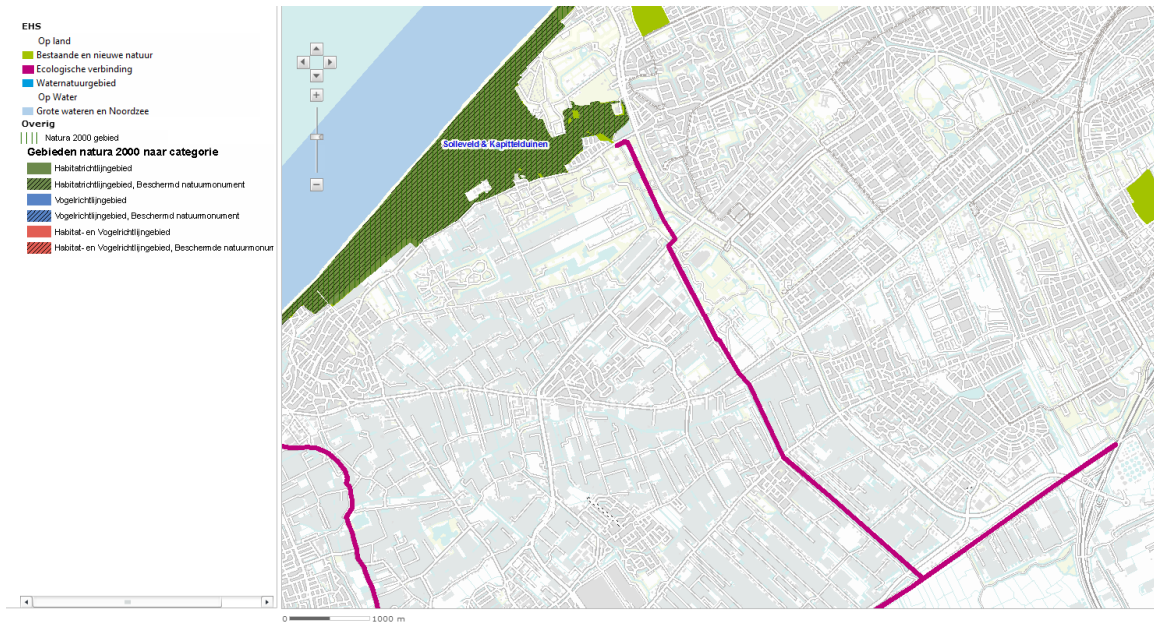 EHS
Op land
Bestaande en nieuwe natuur
Ecologische verbinding
Waternatuurgebied
Op Water
Grote wateren en Noordzee
Overig
Natura 2000 gebied
Gebieden natura 2000 naar categorie
Habitatrichtlijngebied
Habitatrichtlijngebied, Beschermd natuurmonument
Vogelrichtlijngebied
Vogelrichtlijngebied, Beschermd natuurmonument
Habitat- en Vogelrichtlijngebied
Habitat- en Vogelrichtlijngebied, Beschermde natuurmonun
Solleveld & Kapittelduinen
0 1000 m